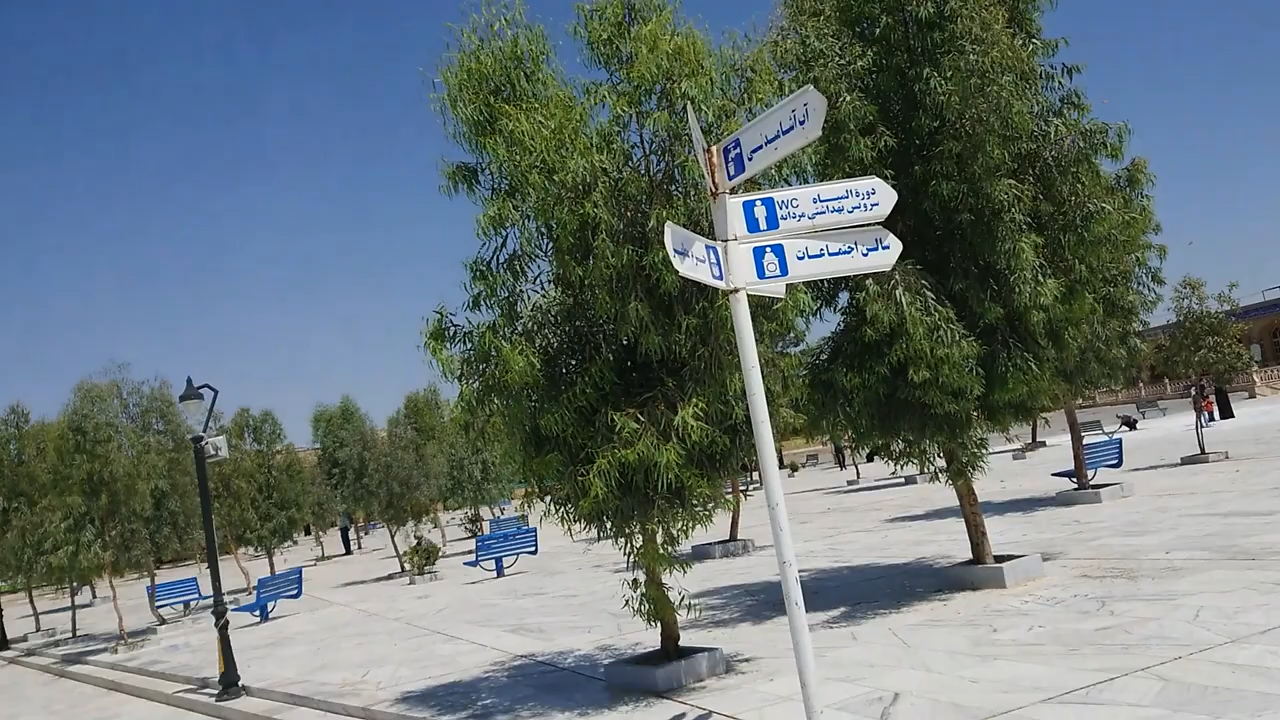 آب آشامیدنی
WC دورة المیاه
سرویس بهداشتی مردانه
سالن اجتماعات